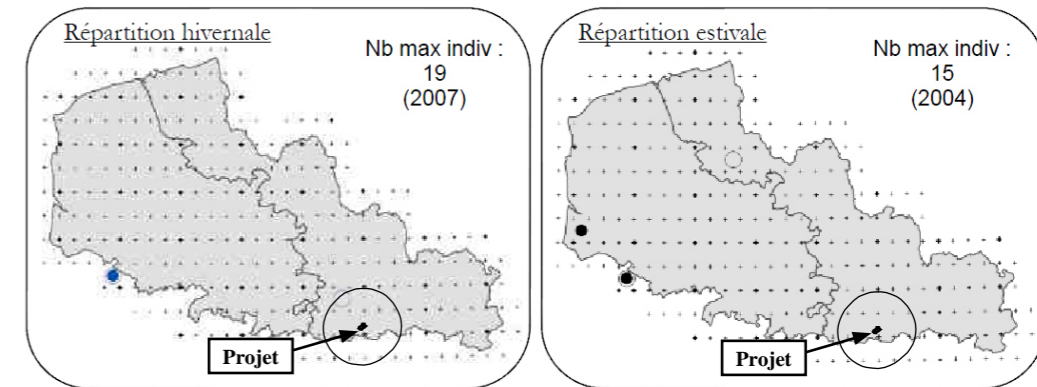 Répartition hivernale
Nb max indiv :
19
(2007)
Projet
Répartition estivale
Nb max indiv :
15
(2004)
Projet